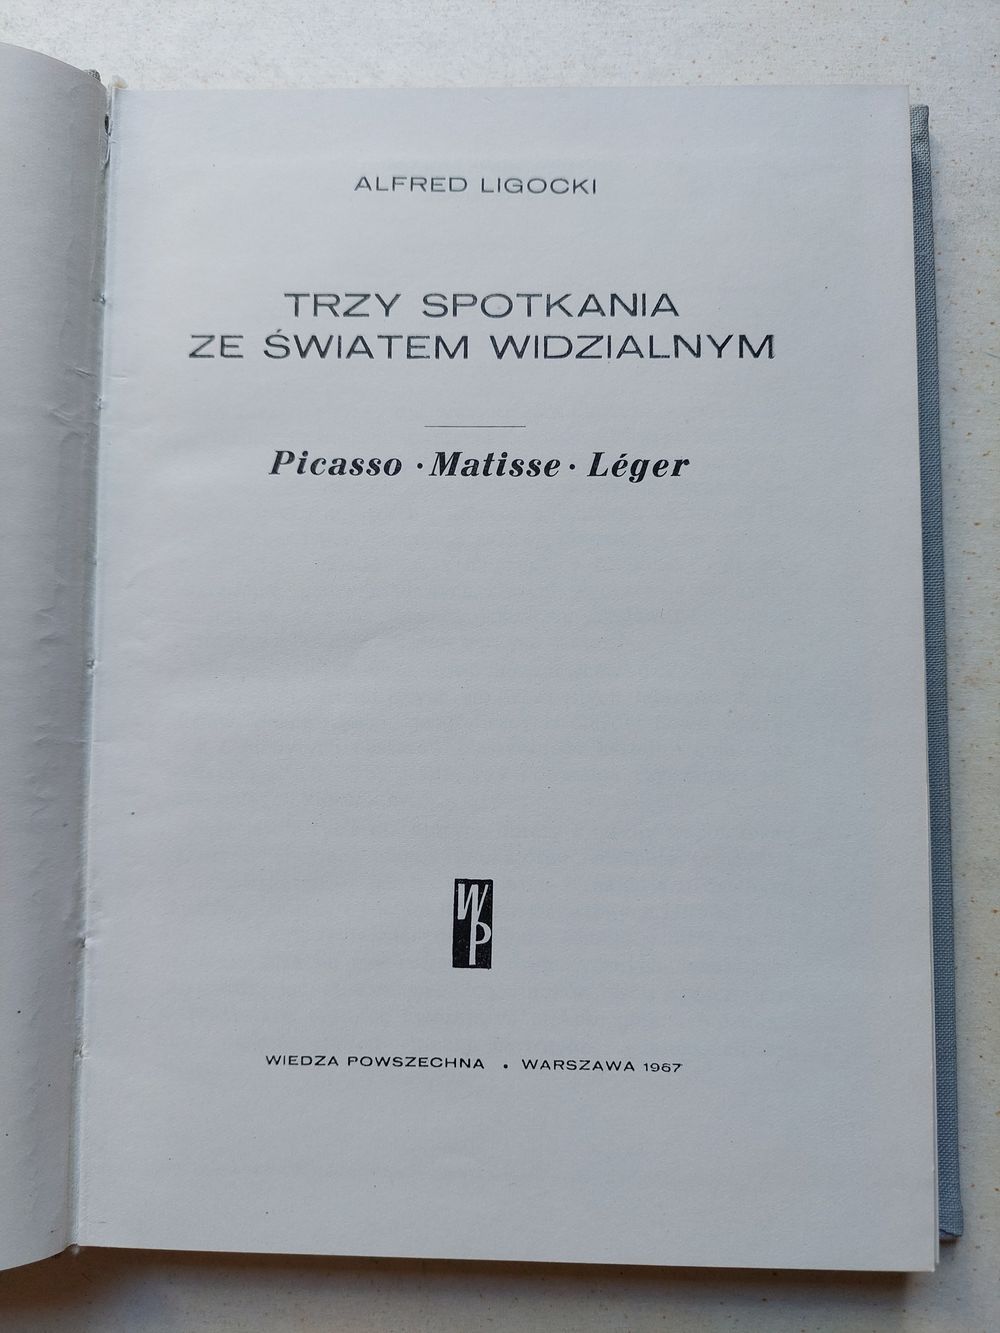 ALFRED LIGOCKI
TRZY SPOTKANIA
ZE ŚWIATEM WIDZIALNYM
Picasso · Matisse · Léger
WP
WIEDZA POWSZECHNA . WARSZAWA 1967